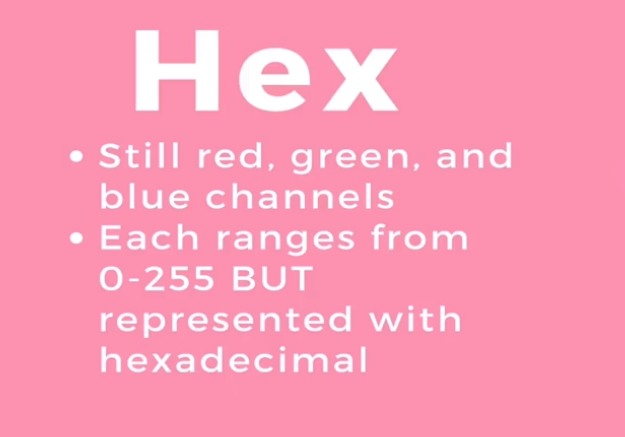 Hex
• Still red, green, and
blue channels
• Each ranges from
0-255 BUT
represented with
hexadecimal